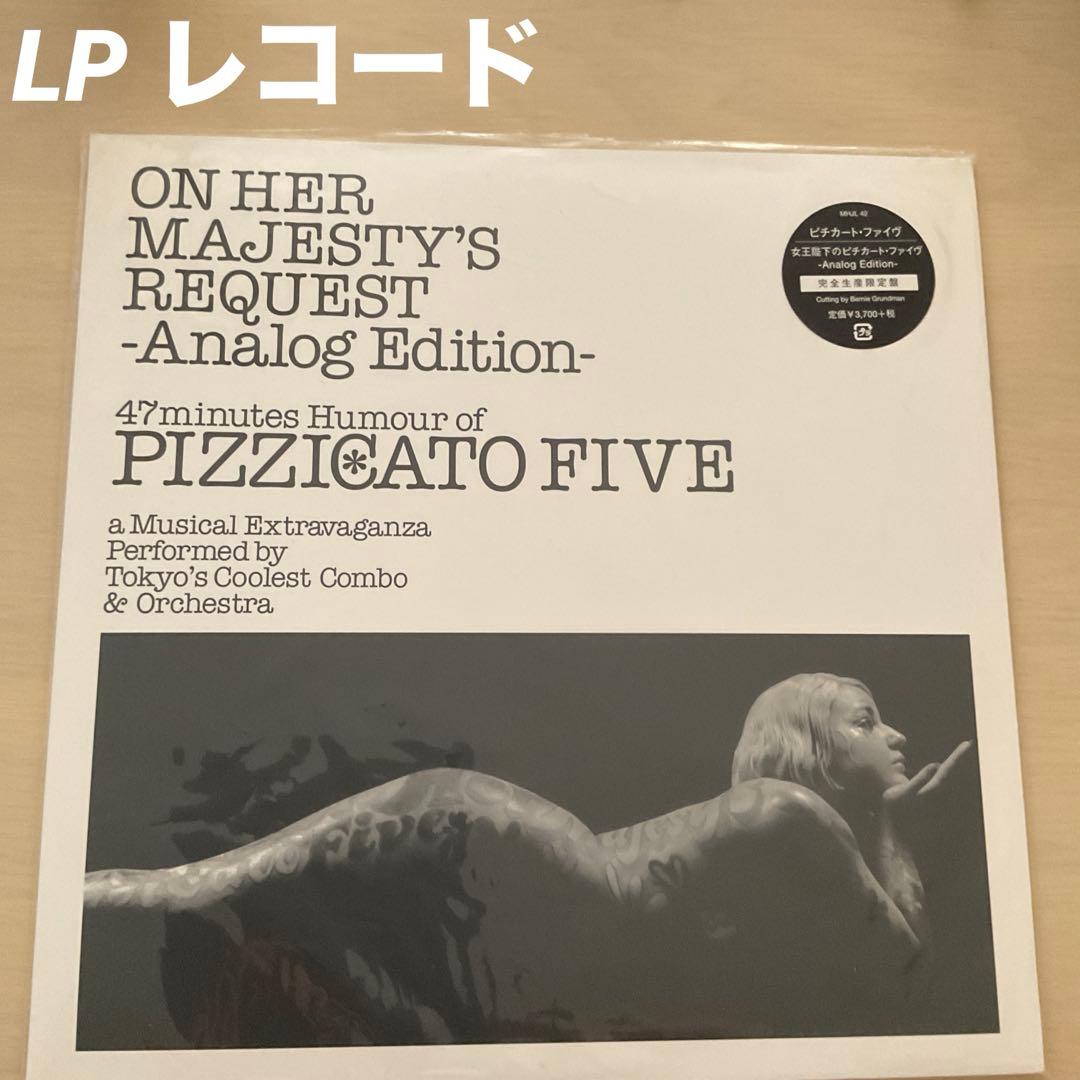 LP レコード
ON HER
MAJESTY'S
REQUEST
-Analog Edition-
47minutes Humour of
PIZZICATO FIVE
a Musical Extravaganza
Performed by
Tokyo's Coolest Combo
& Orchestra
MHJL 42
ピチカート・ファイヴ
女王陛下のピチカート・ファイヴ
-Analog Edition-
完全生産限定盤
Cutting by Bernie Grundman
定価¥3,700+税